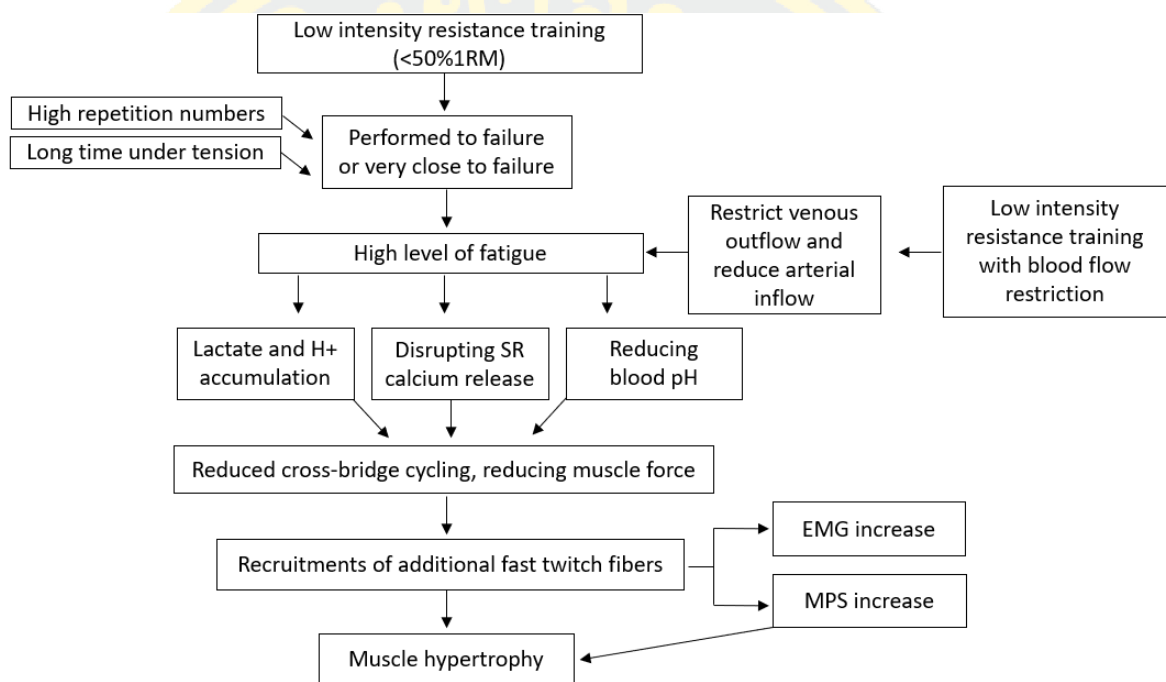 Low intensity resistance training
(<50%1RM)
High repetition numbers
Long time under tension
Performed to failure
or very close to failure
High level of fatigue
Restrict venous
outflow and
reduce arterial
inflow
Low intensity
resistance training
with blood flow
restriction
Lactate and H+
accumulation
Disrupting SR
calcium release
Reducing
blood pH
Reduced cross-bridge cycling, reducing muscle force
Recruitments of additional fast twitch fibers
EMG increase
MPS increase
Muscle hypertrophy